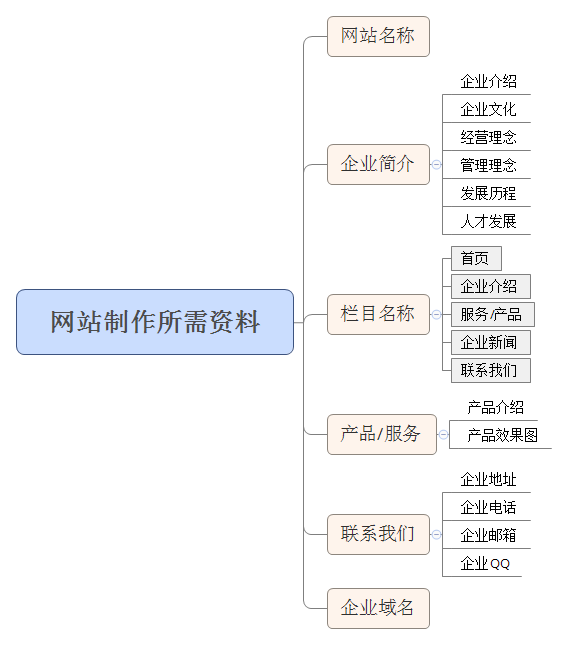 网站制作所需资料
网站名称
企业简介
企业介绍
企业文化
经营理念
管理理念
发展历程
人才发展
栏目名称
首页
企业介绍
服务/产品
企业新闻
联系我们
产品/服务
产品介绍
产品效果图
联系我们
企业地址
企业电话
企业邮箱
企业QQ
企业域名